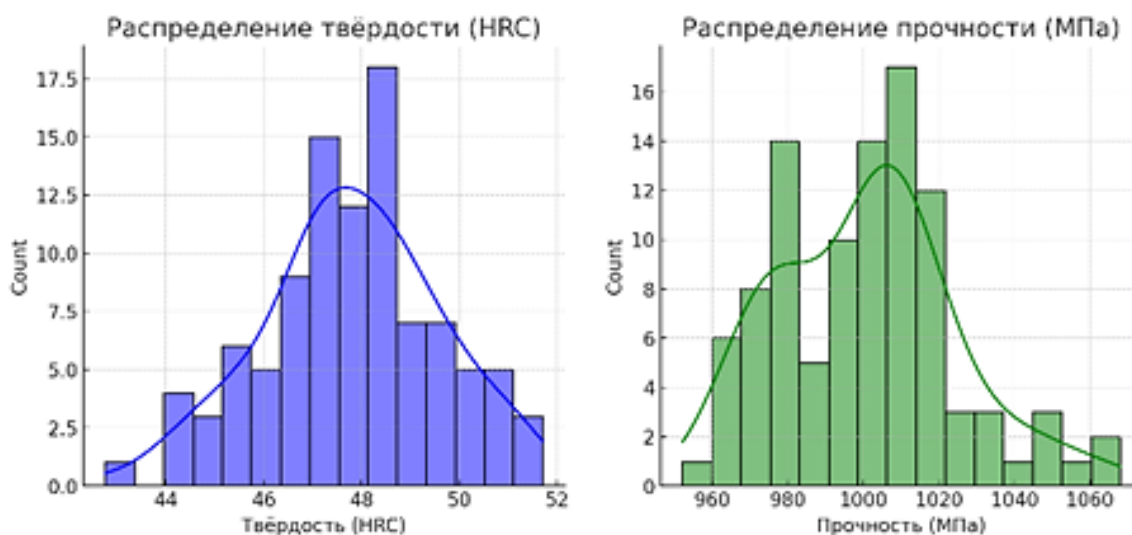 Распределение твёрдости (HRC)
17.5
15.0
12.5
10.0
7.5
5.0
2.5
0.0
Count
44 46 48 50 52
Твёрдость (HRC)
Распределение прочности (МПа)
16
14
12
10
8
6
4
2
0
Count
960 980 1000 1020 1040 1060
Прочность (МПа)